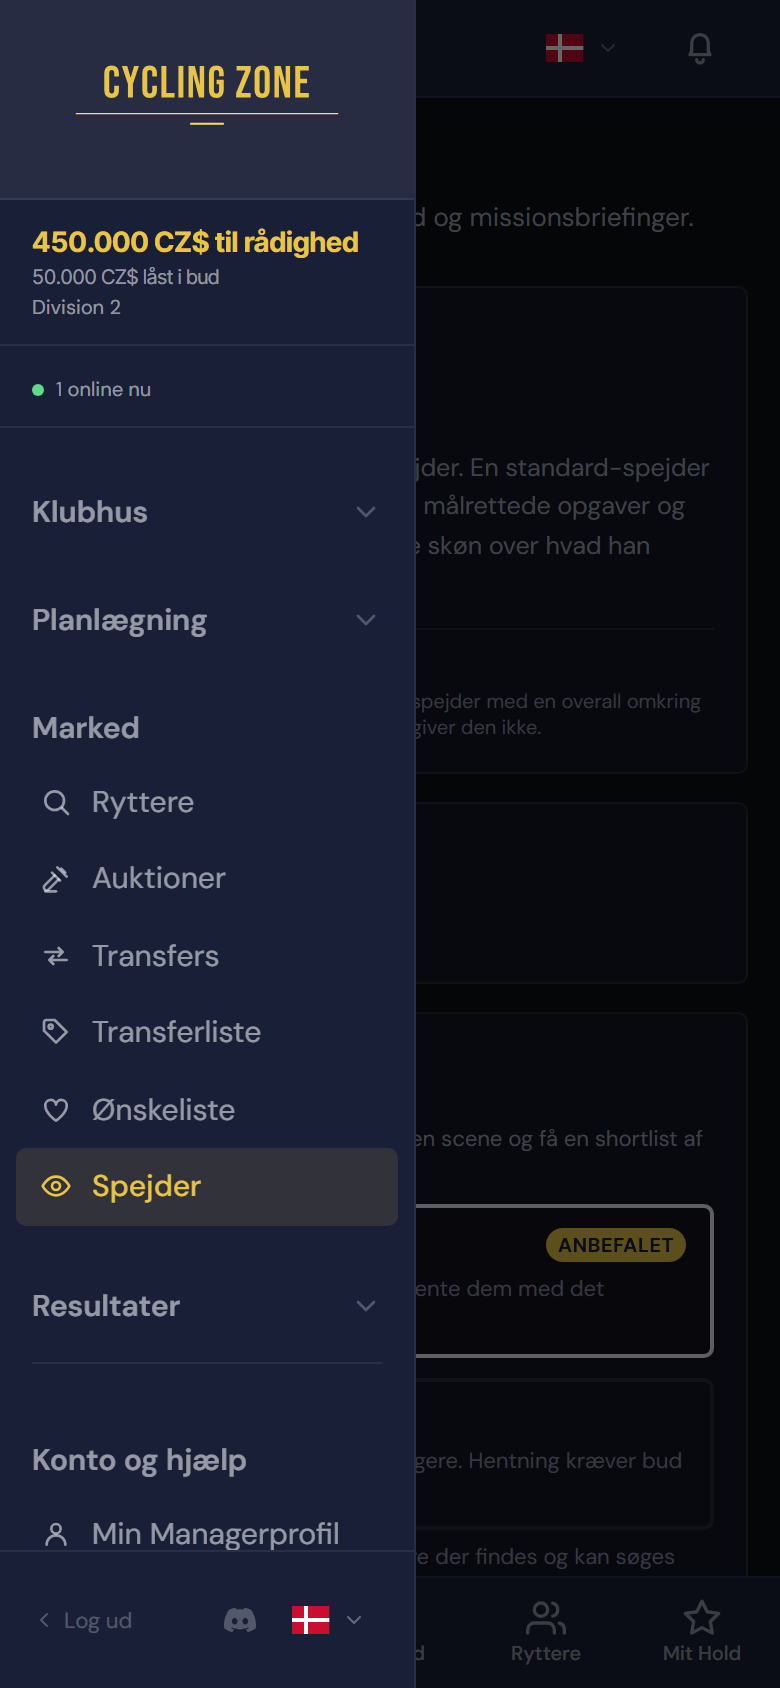 CYCLING ZONE
450.000 CZ$ til rådighed
50.000 CZ$ låst i bud
Division 2
1 online nu
Klubhus
Planlægning
Marked
Ryttere
Auktioner
Transfers
Transferliste
Ønskeliste
Spejder
Resultater
Konto og hjælp
Min Managerprofil
Log ud
og missionsbriefinger.
En standard-spejder
målrettede opgaver og
skøn over hvad han
spejder med en overall omkring
giver den ikke.
en scene og få en shortlist af
ANBEFALET
dem med det
Hentning kræver bud
der findes og kan søges
Ryttere
Mit Hold